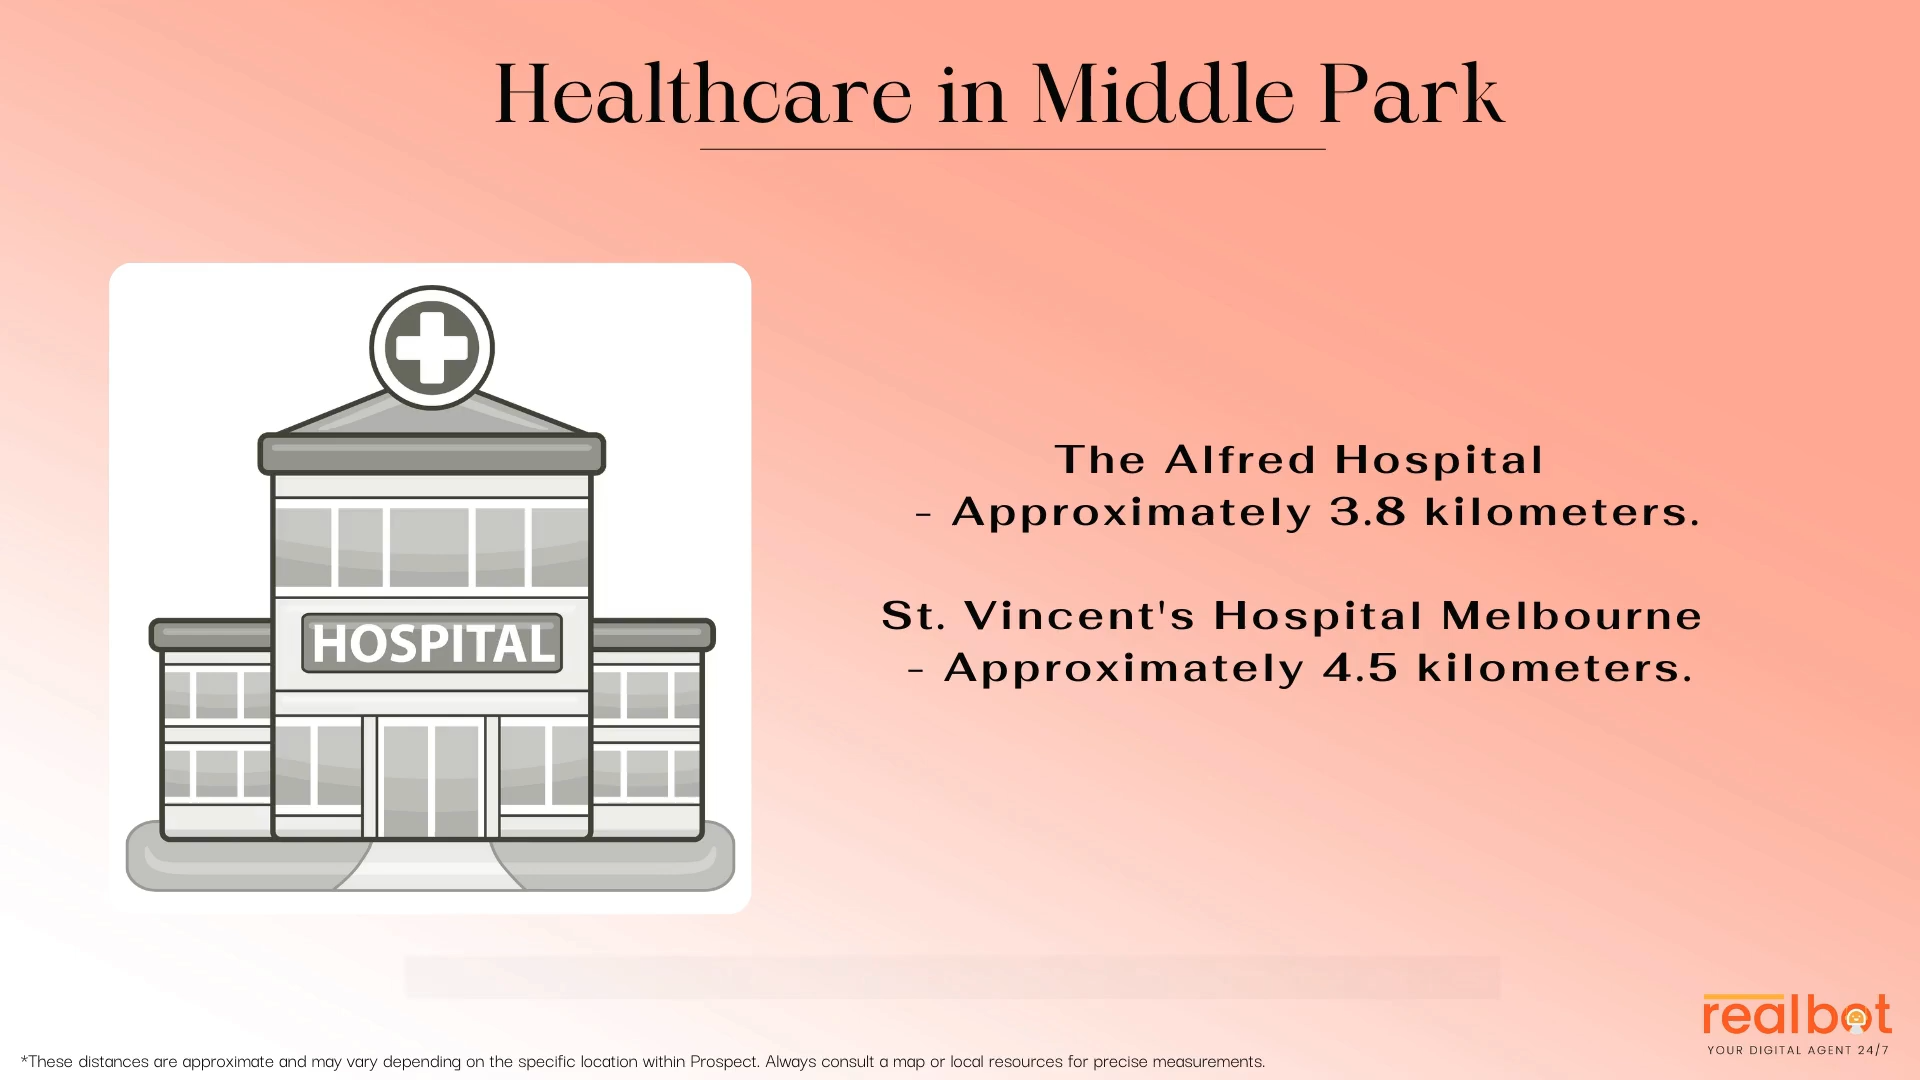 Healthcare in Middle Park
HOSPITAL
The Alfred Hospital
- Approximately 3.8 kilometers.
St. Vincent's Hospital Melbourne
- Approximately 4.5 kilometers.
realbot
YOUR DIGITAL AGENT 24/7
*These distances are approximate and may vary depending on the specific location within Prospect. Always consult a map or local resources for precise measurements.